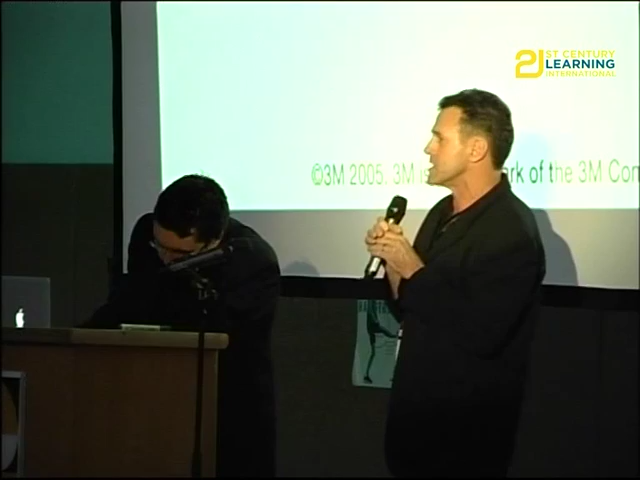 21
ST CENTURY
LEARNING
INTERNATIONAL
©3M 2005. 3M is ark of the 3M Com